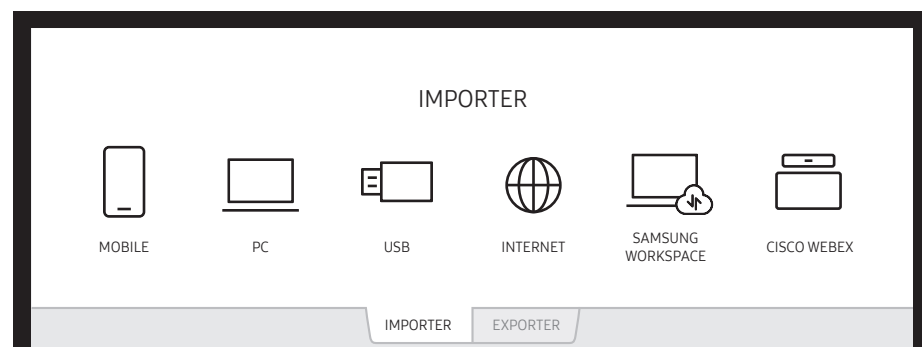 IMPORTER
MOBILE
PC
USB
INTERNET
SAMSUNG
WORKSPACE
CISCO WEBEX
IMPORTER
EXPORTER